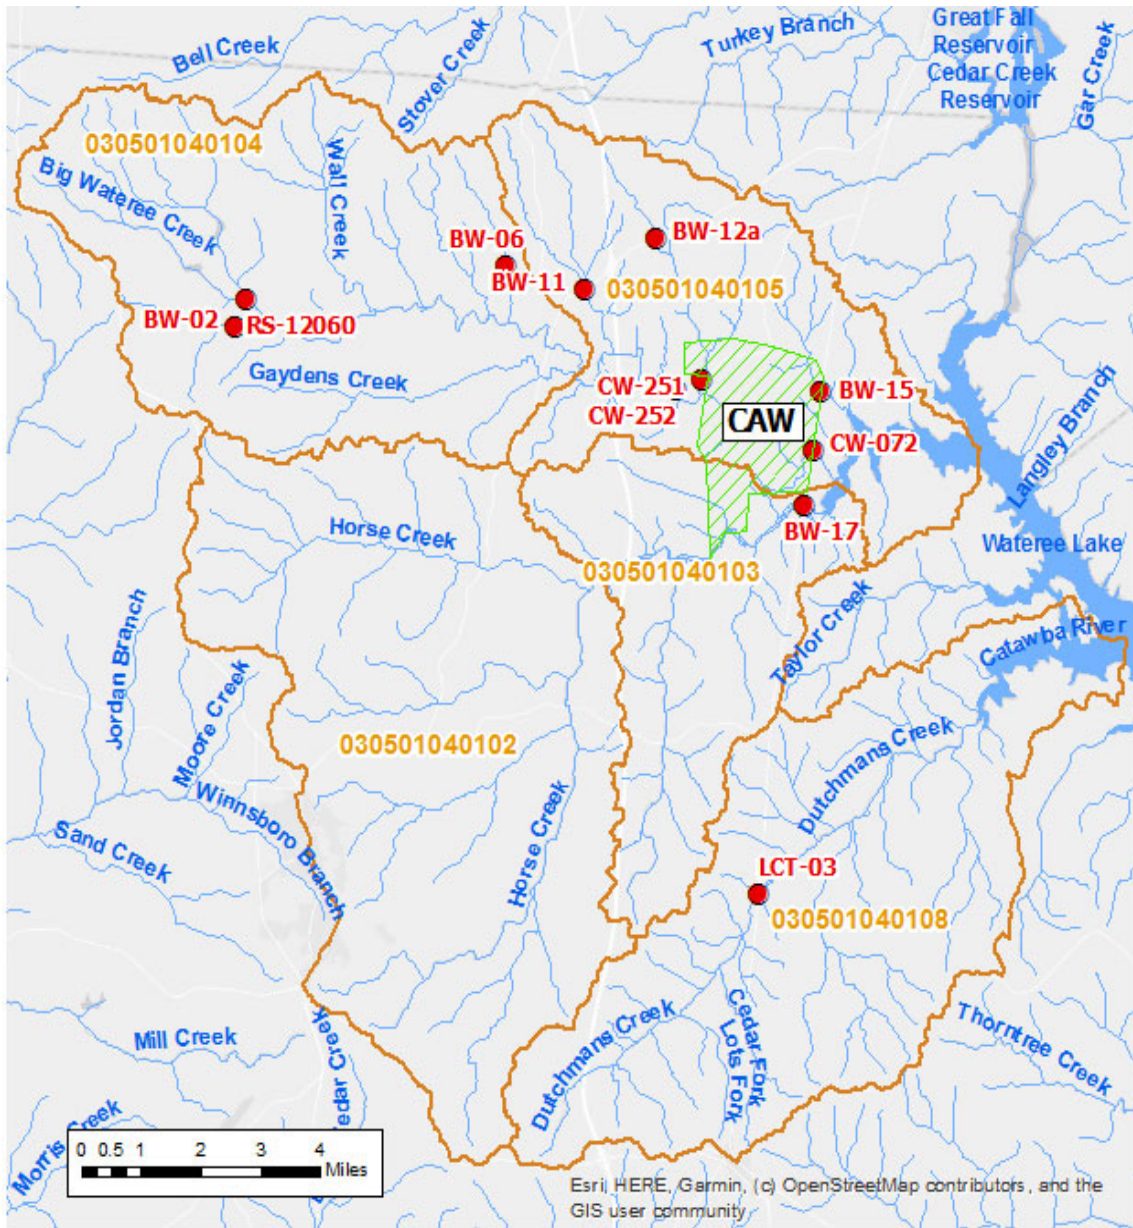 Great Fall
Reservoir
Cedar Creek
Reservoir
Turkey Branch
Bell Creek
Stover Creek
Gar Creek
030501040104
Wall Creek
Big Wateree Creek
BW-06
BW-12a
BW-11
030501040105
BW-02
RS-12060
Gaydens Creek
CW-251
CW-252
CAW
BW-15
CW-072
Langley Branch
BW-17
Horse Creek
Wateree Lake
030501040103
Taylor Creek
Catawba River
Jordan Branch
Moore Creek
030501040102
Dutchmans Creek
Winnsboro Branch
Sand Creek
Horse Creek
LCT-03
030501040108
Cedar Fork
Lots Fork
Dutchmans Creek
Thorntree Creek
Mill Creek
Cedar Creek
Morris Creek
0 0.5 1 2 3 4
Miles
Esri, HERE, Garmin, (c) OpenStreetMap contributors, and the
GIS user community